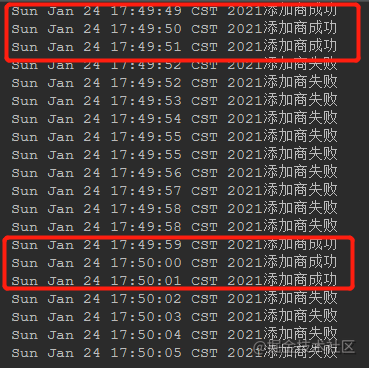 Sun Jan 24 17:49:49 CST 2021添加商成功
Sun Jan 24 17:49:50 CST 2021添加商成功
Sun Jan 24 17:49:51 CST 2021添加商成功
Sun Jan 24 17:49:52 CST 2021添加商失败
Sun Jan 24 17:49:52 CST 2021添加商失败
Sun Jan 24 17:49:53 CST 2021添加商失败
Sun Jan 24 17:49:54 CST 2021添加商失败
Sun Jan 24 17:49:55 CST 2021添加商失败
Sun Jan 24 17:49:55 CST 2021添加商失败
Sun Jan 24 17:49:56 CST 2021添加商失败
Sun Jan 24 17:49:57 CST 2021添加商失败
Sun Jan 24 17:49:58 CST 2021添加商失败
Sun Jan 24 17:49:58 CST 2021添加商失败
Sun Jan 24 17:49:59 CST 2021添加商成功
Sun Jan 24 17:50:00 CST 2021添加商成功
Sun Jan 24 17:50:01 CST 2021添加商成功
Sun Jan 24 17:50:02 CST 2021添加商失败
Sun Jan 24 17:50:03 CST 2021添加商失败
Sun Jan 24 17:50:04 CST 2021添加商失败
Sun Jan 24 17:50:05 CST 2021添加商失败